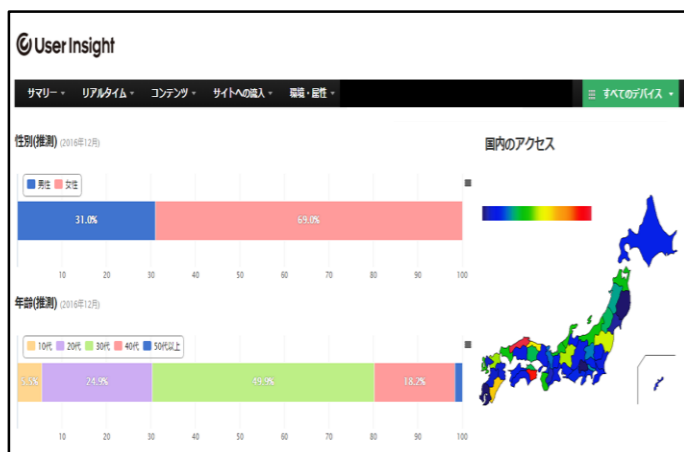 User Insight
サマリー リアルタイム コンテンツ サイトへの流入 環境・属性 すべてのデバイス
性別(推測) (2016年12月)
国内のアクセス
男性 女性
31.0% 69.0%
10 20 30 40 50 60 70 80 90 100
年齢(推測) (2016年12月)
10代 20代 30代 40代 50代以上
24.9% 49.9% 18.2%
10 20 30 40 50 60 70 80 90 100